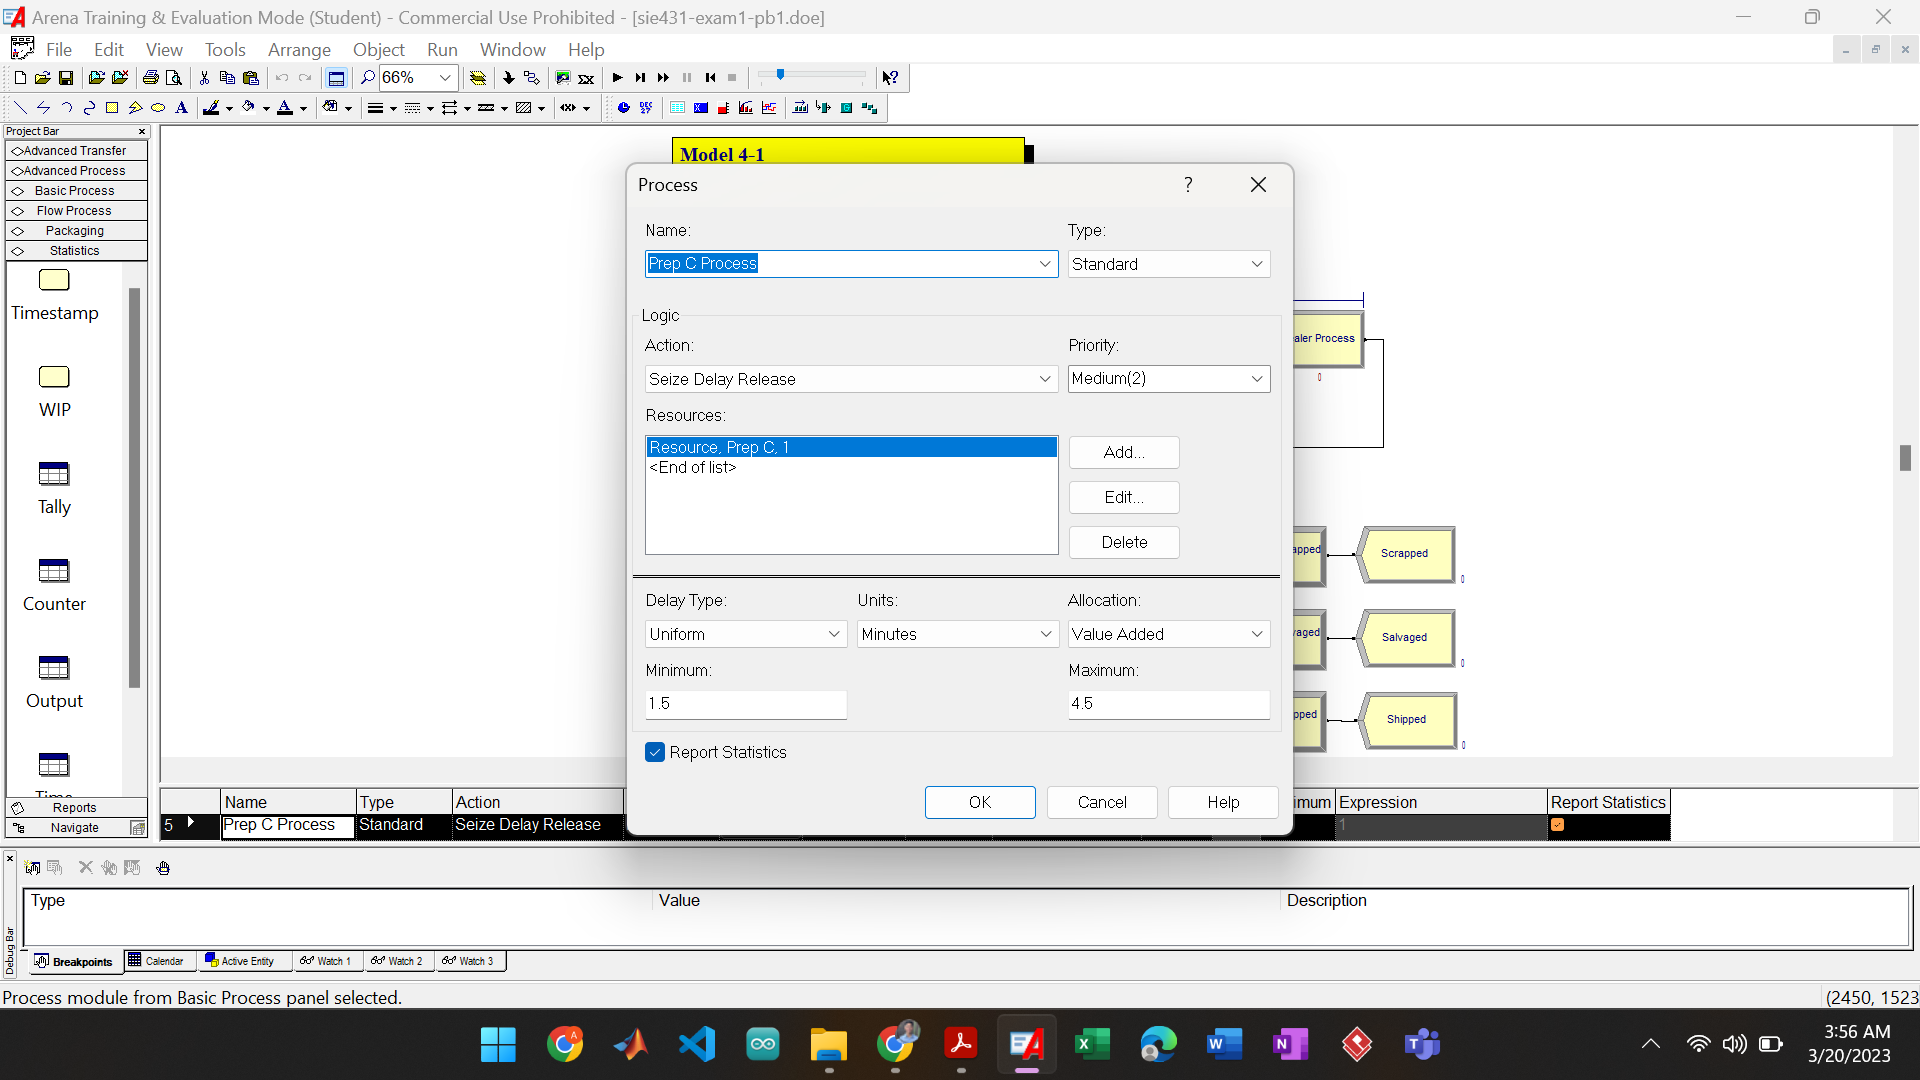 Arena Training & Evaluation Mode (Student) - Commercial Use Prohibited - [sie431-exam1-pb1.doe]
File Edit View Tools Arrange Object Run Window Help
66%
Project Bar
Advanced Transfer
Advanced Process
Basic Process
Flow Process
Packaging
Statistics
Timestamp
WIP
Tally
Counter
Output
Reports
Navigate
Model 4-1
Process
Name:
Type:
Prep C Process
Standard
Logic
Action:
Priority:
Seize Delay Release
Medium(2)
Resources:
Resource, Prep C, 1
<End of list>
Add...
Edit...
Delete
Delay Type:
Units:
Allocation:
Uniform
Minutes
Value Added
Minimum:
Maximum:
1.5
4.5
Report Statistics
OK
Cancel
Help
aler Process
0
apped
Scrapped
0
vaged
Salvaged
0
pped
Shipped
0
Name Type Action imum Expression Report Statistics
5 Prep C Process Standard Seize Delay Release 1
Debug Bar
Type Value Description
Breakpoints Calendar Active Entity Watch 1 Watch 2 Watch 3
Process module from Basic Process panel selected.
(2450, 1523
3:56 AM
3/20/2023